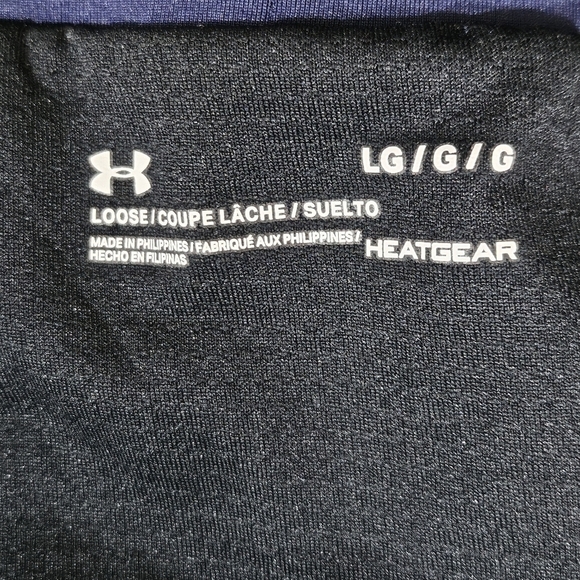 LG / G / G
LOOSE / COUPE LÂCHE / SUELTO
MADE IN PHILIPPINES / FABRIQUÉ AUX PHILIPPINES /
HECHO EN FILIPINAS
HEATGEAR